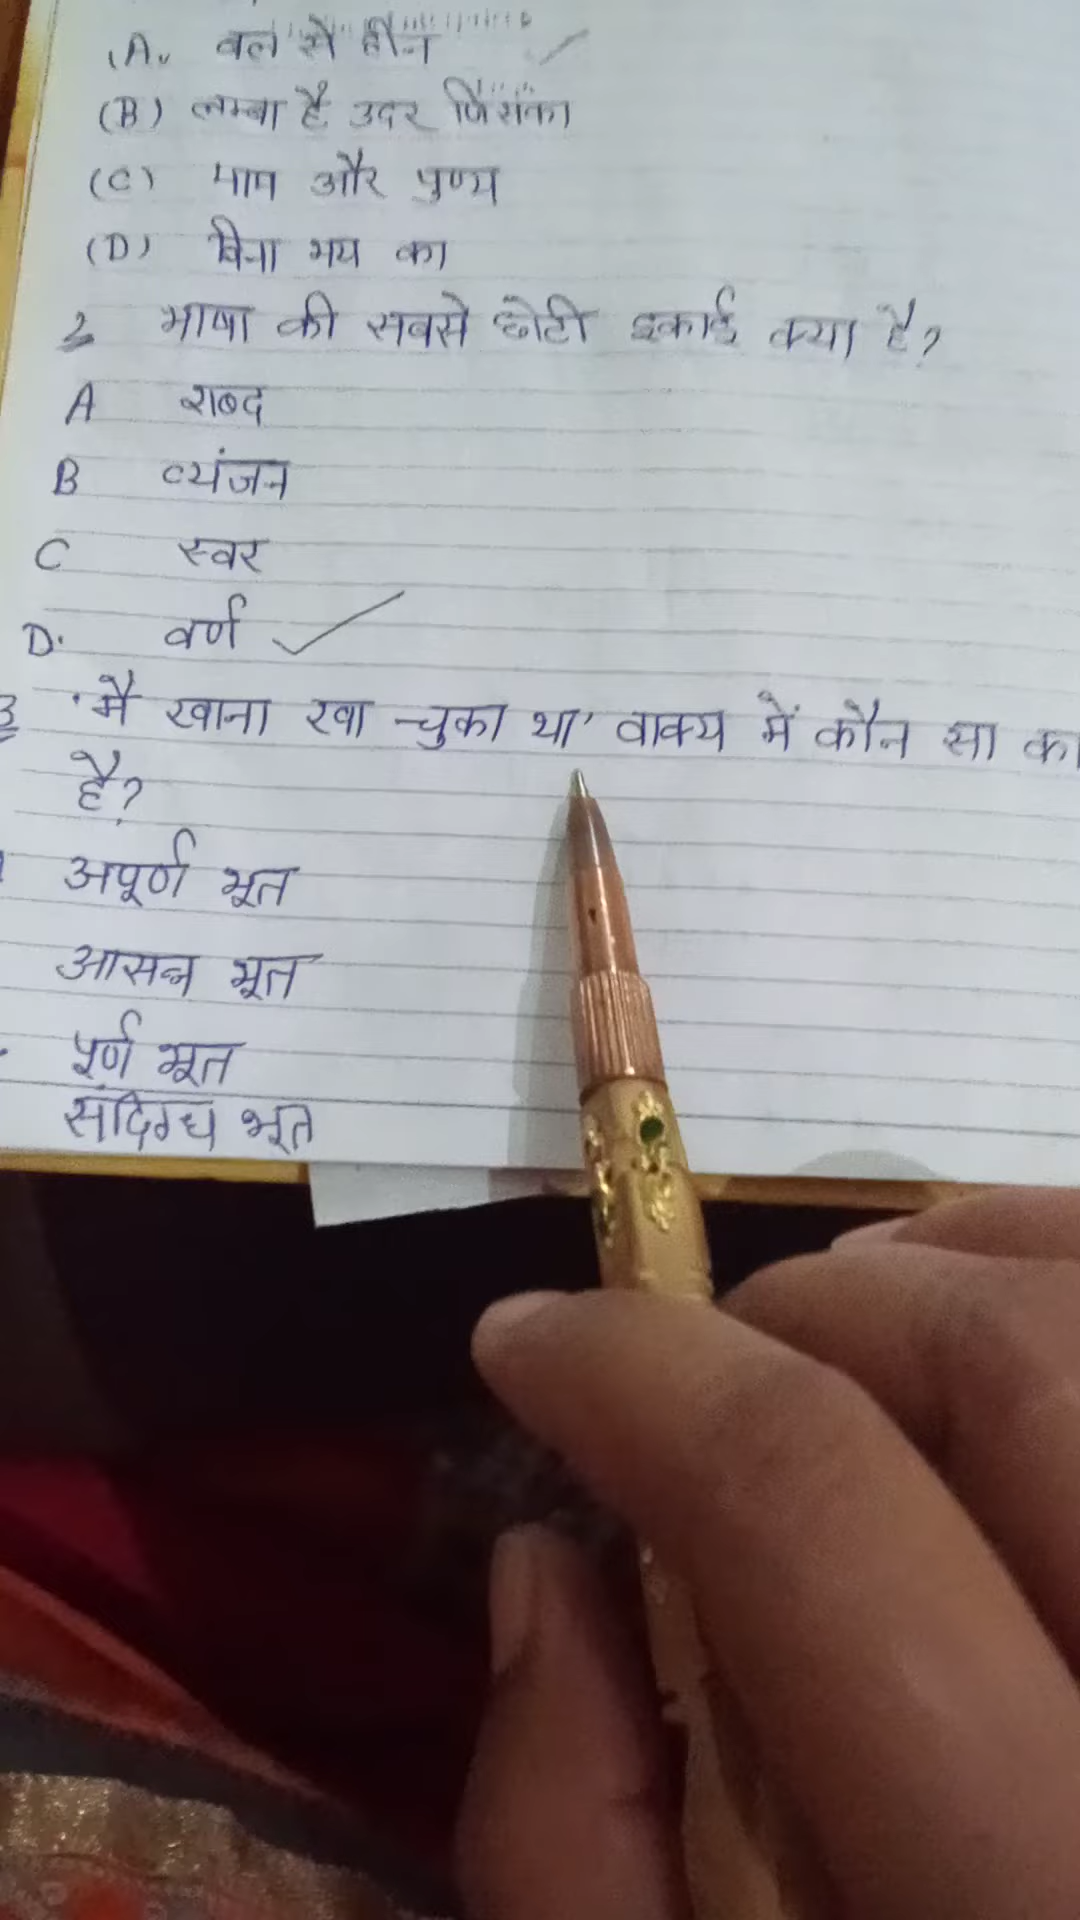 (A). बल से हीन
(B) लम्बा है उदर जिसका
(C) पाप और पुण्य
(D) बिना भय का
2 भाषा की सबसे छोटी इकाई क्या है?
A शब्द
B व्यंजन
C स्वर
D. वर्ण
3 'मै खाना खा चुका था' वाक्य में कौन सा का
है?
अपूर्ण भूत
आसन्न भूत
पूर्ण भूत
संदिग्ध भूत